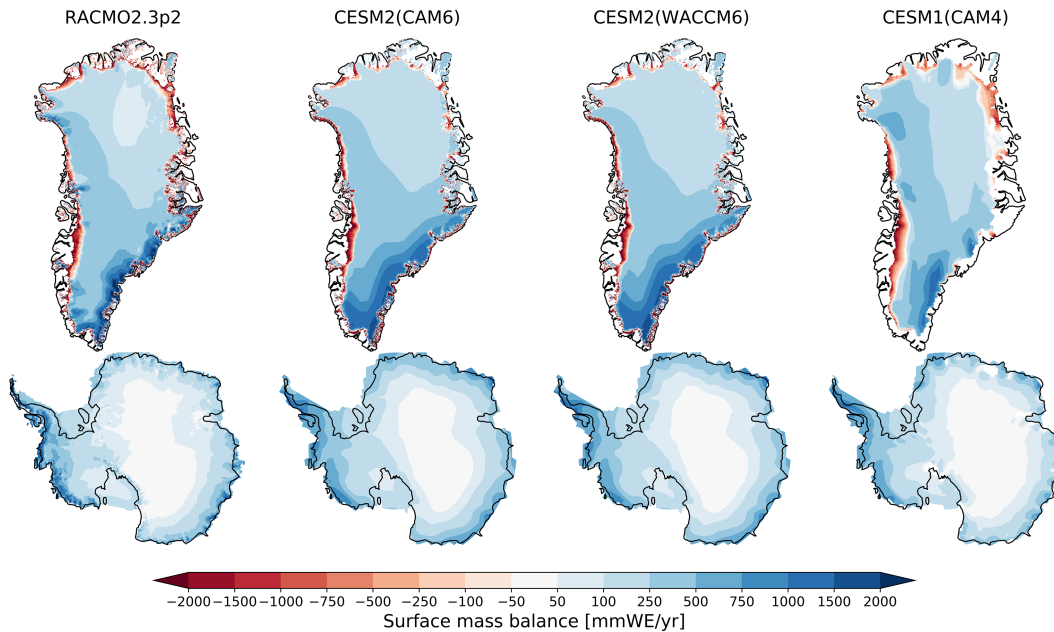 RACMO2.3p2 CESM2(CAM6) CESM2(WACCM6) CESM1(CAM4)
−2000 −1500 −1000 −750 −500 −250 −100 −50 50 100 250 500 750 1000 1500 2000
Surface mass balance [mmWE/yr]